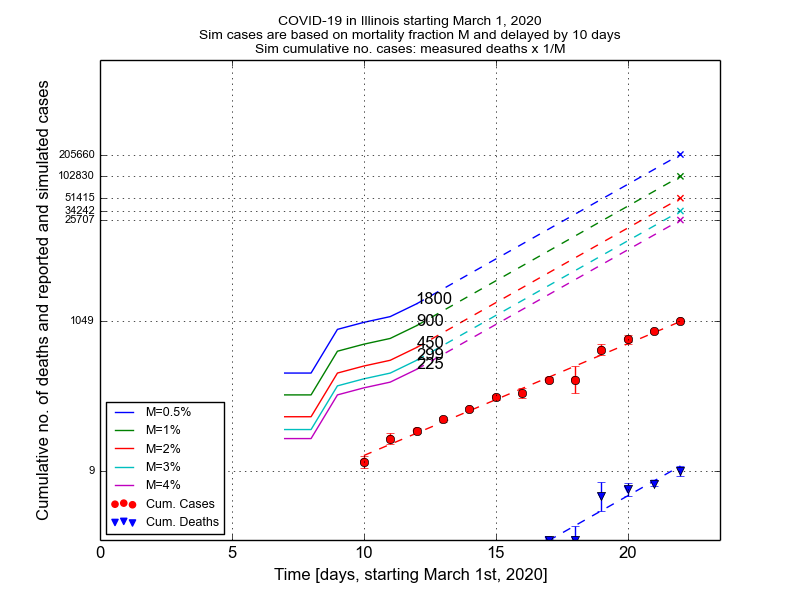 COVID-19 in Illinois starting March 1, 2020
Sim cases are based on mortality fraction M and delayed by 10 days
Sim cumulative no. cases: measured deaths x 1/M
Cumulative no. of deaths and reported and simulated cases
205660
102830
51415
34242
25707
1049
9
1800
900
450
299
225
M=0.5%
M=1%
M=2%
M=3%
M=4%
Cum. Cases
Cum. Deaths
0 5 10 15 20
Time [days, starting March 1st, 2020]